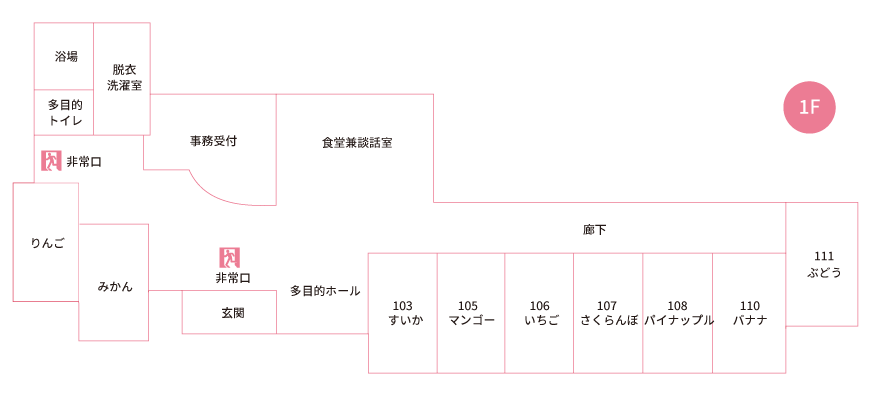 浴場
脱衣
洗濯室
多目的
トイレ
非常口
事務受付
食堂兼談話室
1F
りんご
みかん
非常口
玄関
多目的ホール
廊下
103
すいか
105
マンゴー
106
いちご
107
さくらんぼ
108
パイナップル
110
バナナ
111
ぶどう